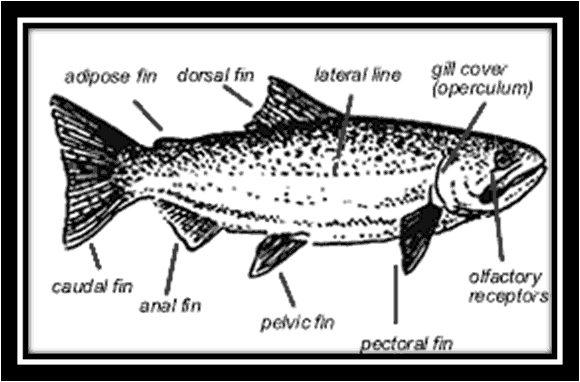 adipose fin
dorsal fin
lateral line
gill cover
(operculum)
caudal fin
anal fin
pelvic fin
pectoral fin
olfactory
receptors